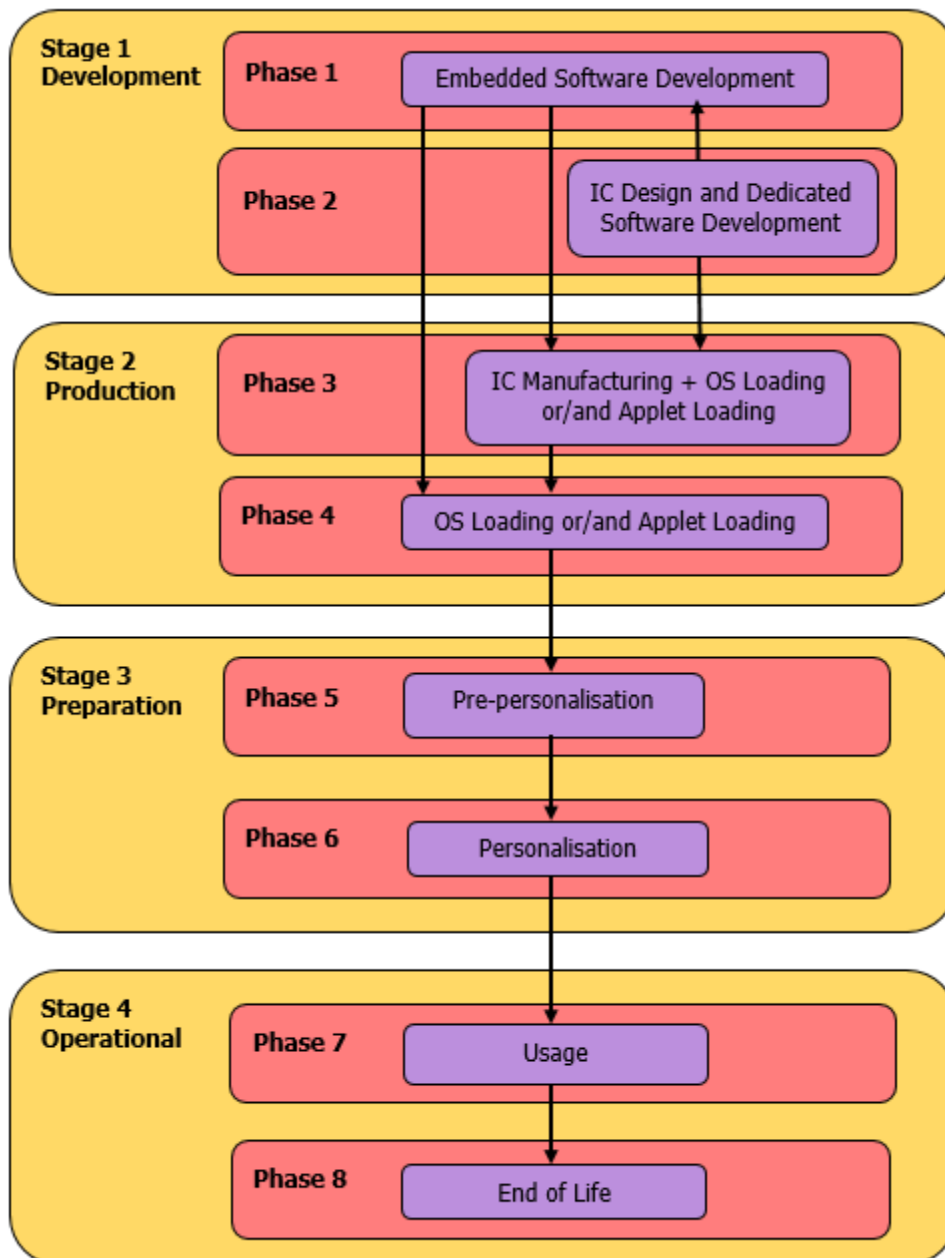 Stage 1
Development
Phase 1
Embedded Software Development
Phase 2
IC Design and Dedicated
Software Development
Stage 2
Production
Phase 3
IC Manufacturing + OS Loading
or/and Applet Loading
Phase 4
OS Loading or/and Applet Loading
Stage 3
Preparation
Phase 5
Pre-personalisation
Phase 6
Personalisation
Stage 4
Operational
Phase 7
Usage
Phase 8
End of Life